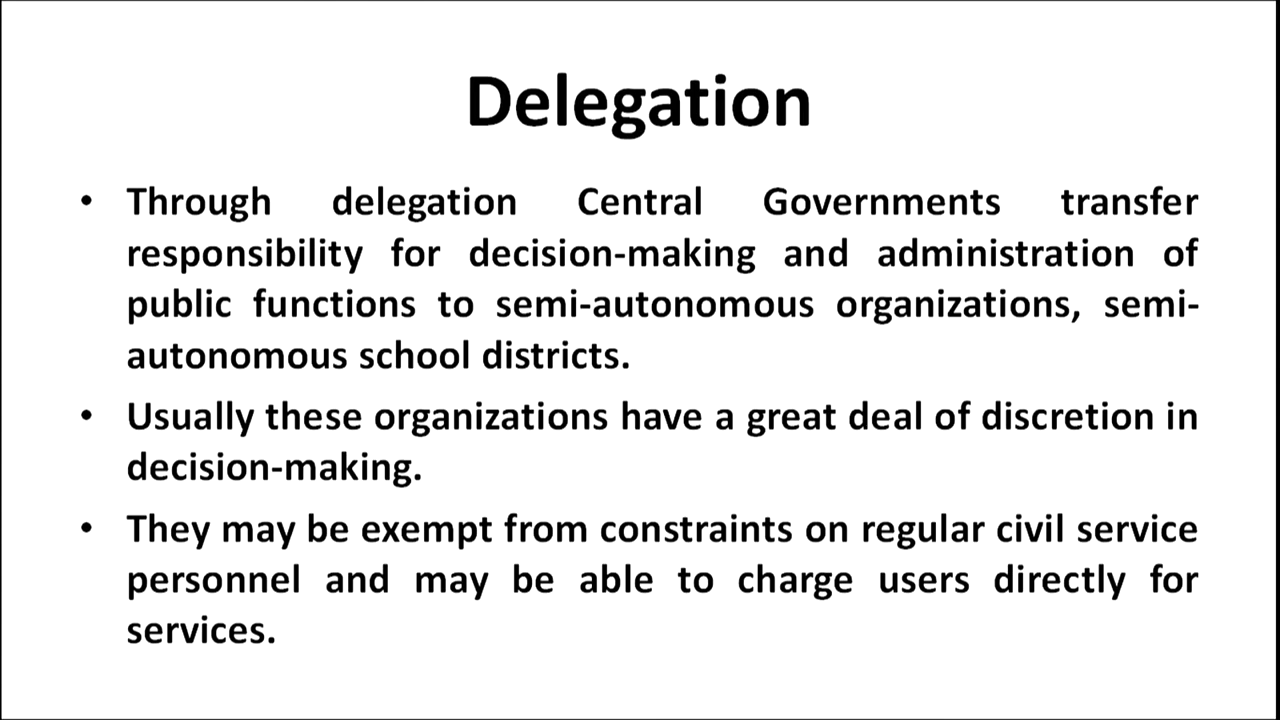 Delegation
• Through delegation Central Governments transfer
responsibility for decision-making and administration of
public functions to semi-autonomous organizations, semi-
autonomous school districts.
• Usually these organizations have a great deal of discretion in
decision-making.
• They may be exempt from constraints on regular civil service
personnel and may be able to charge users directly for
services.